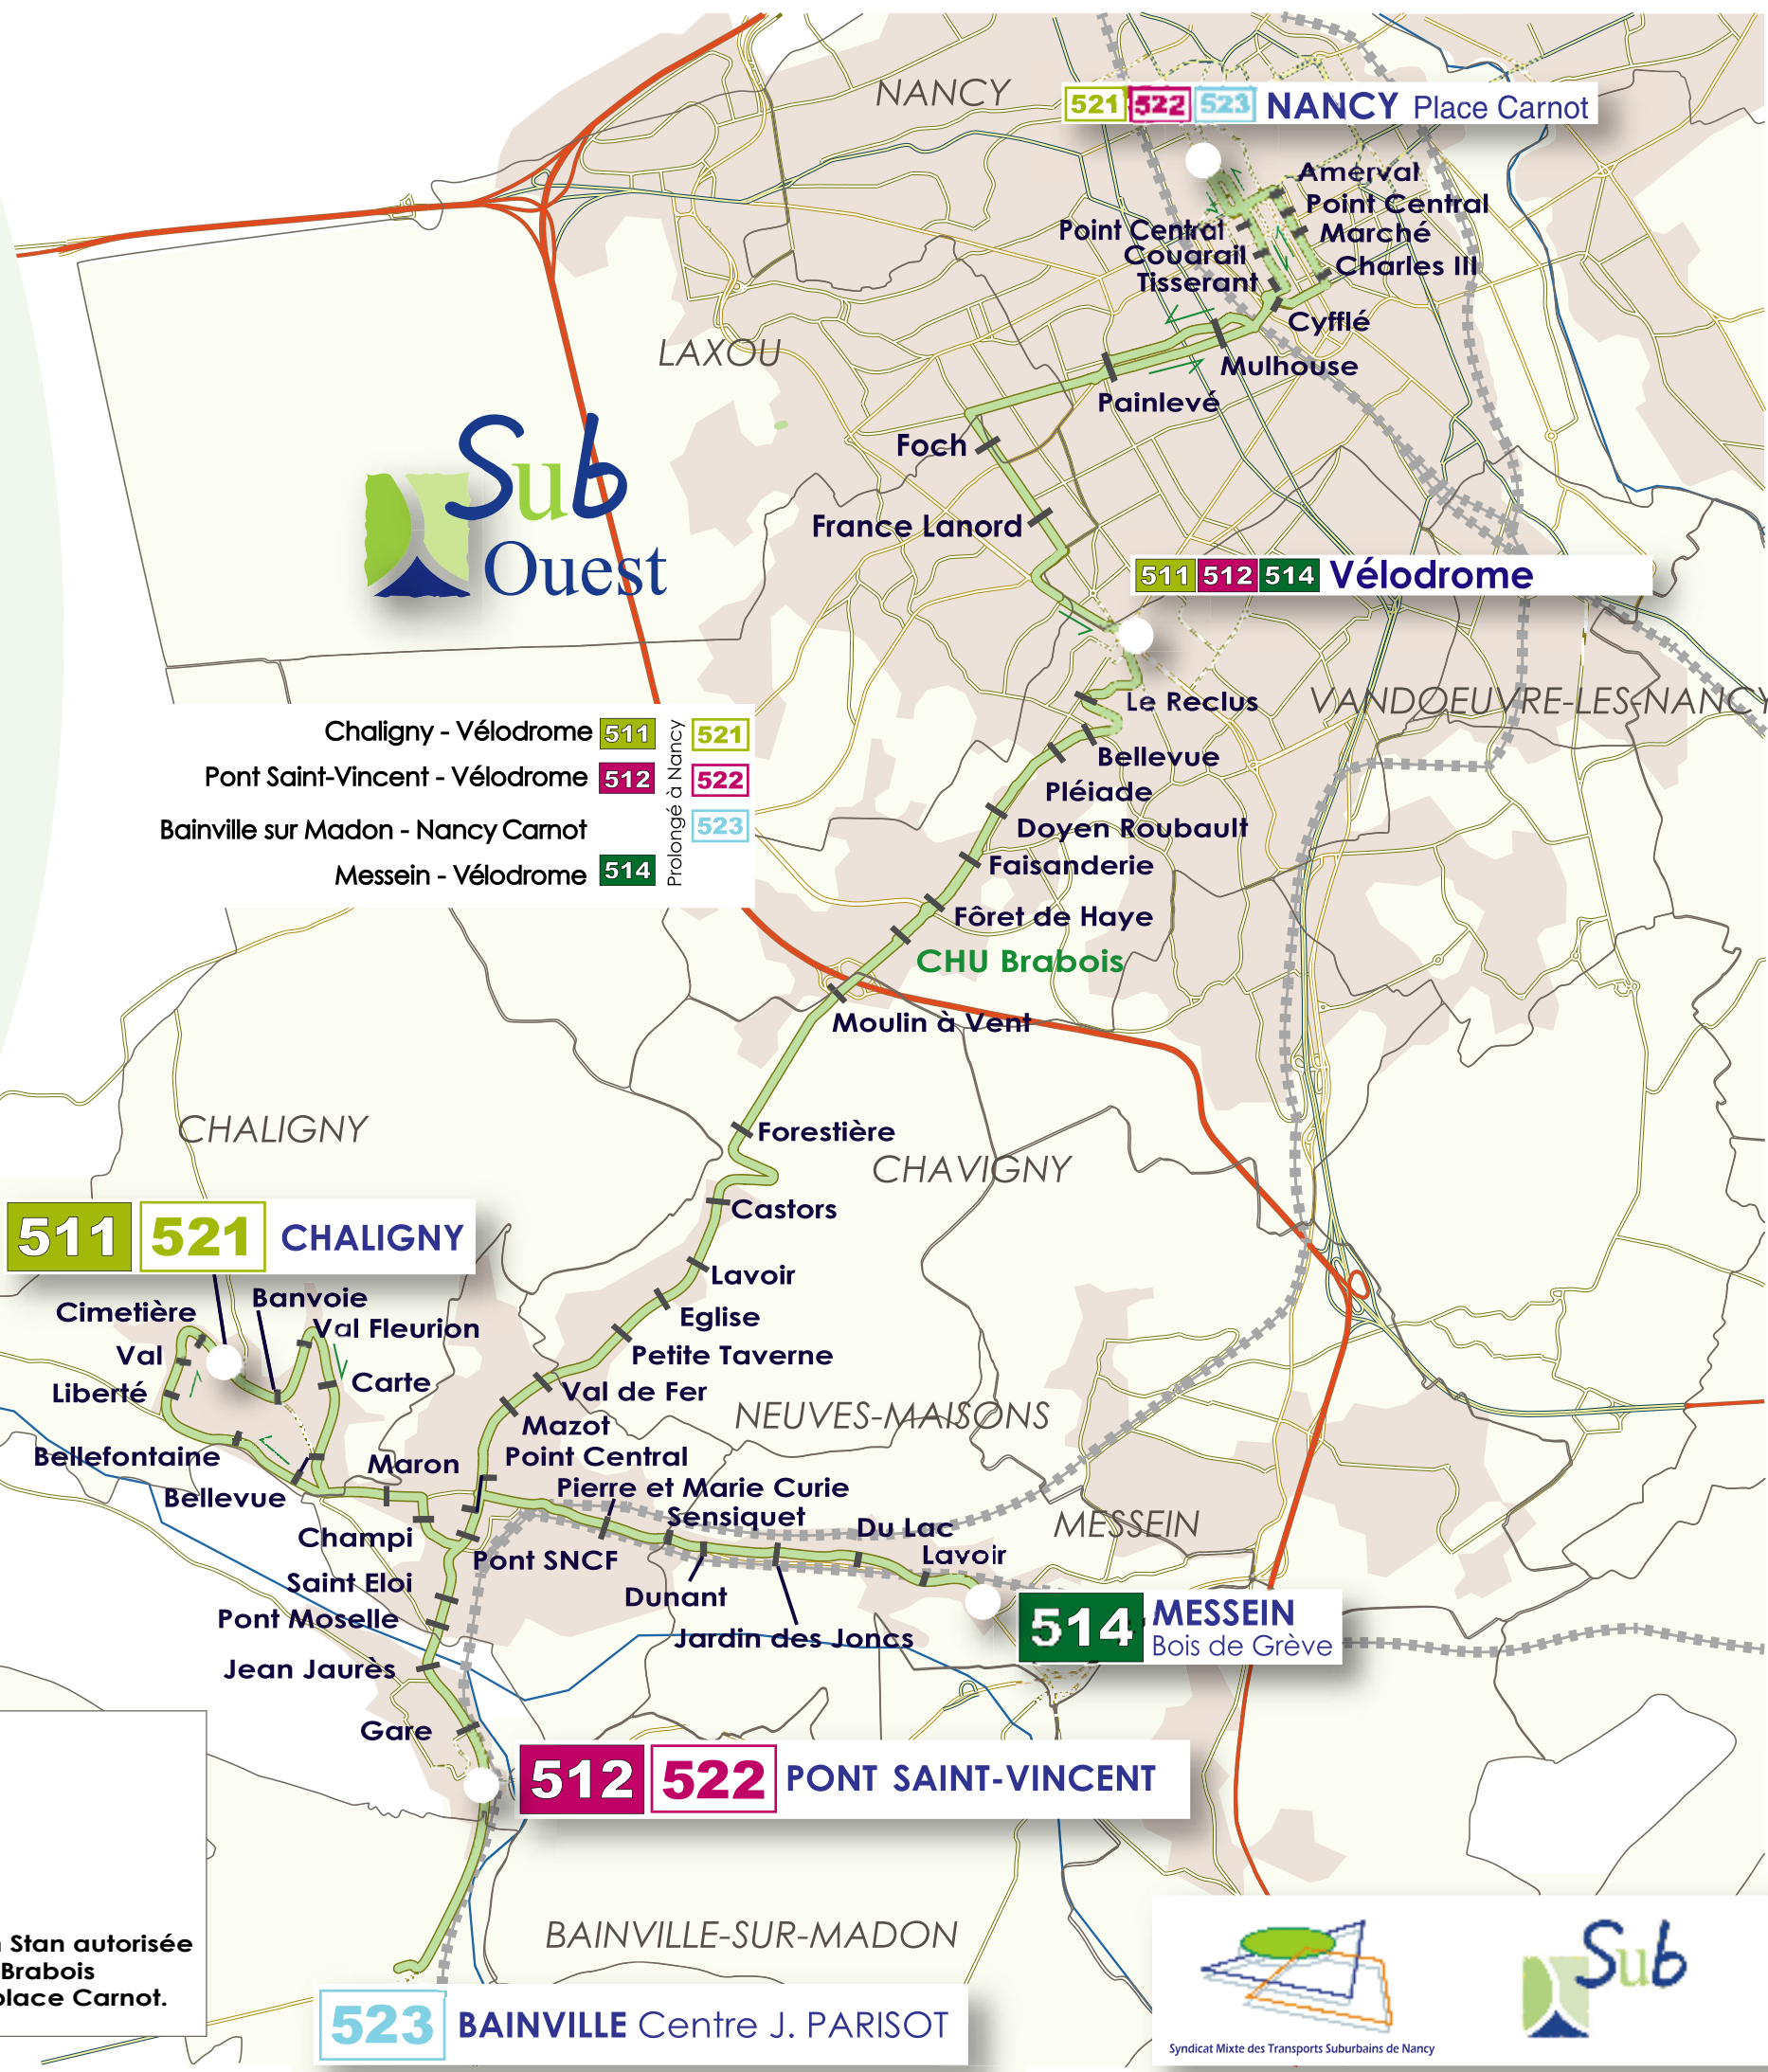 NANCY
521 522 523 NANCY Place Carnot
Amerval
Point Central
Point Central
Marché
Couarail
Charles III
Tisserant
Cyfflé
LAXOU
Mulhouse
Painlevé
Foch
France Lanord
Sub
Ouest
511 512 514 Vélodrome
Le Reclus
VANDOEUVRE-LES-NANCY
Chaligny - Vélodrome 511 521
Pont Saint-Vincent - Vélodrome 512 522
Bainville sur Madon - Nancy Carnot 523
Messein - Vélodrome 514
Prolongé à Nancy
Bellevue
Pléiade
Doyen Roubault
Faisanderie
Fôret de Haye
CHU Brabois
Moulin à Vent
CHALIGNY
Forestière
CHAVIGNY
Castors
511 521 CHALIGNY
Lavoir
Banvoie
Cimetière
Eglise
Val Fleurion
Val
Petite Taverne
Carte
Liberté
Val de Fer
NEUVES-MAISONS
Mazot
Bellefontaine
Maron
Point Central
Pierre et Marie Curie
Bellevue
Sensiquet
MESSEIN
Du Lac
Champi
Lavoir
Pont SNCF
Saint Eloi
Dunant
Pont Moselle
Jardin des Joncs
514 MESSEIN
Bois de Grève
Jean Jaurès
Gare
512 522 PONT SAINT-VINCENT
BAINVILLE-SUR-MADON
Stan autorisée
Brabois
place Carnot.
523 BAINVILLE Centre J. PARISOT
Syndicat Mixte des Transports Suburbains de Nancy
Sub